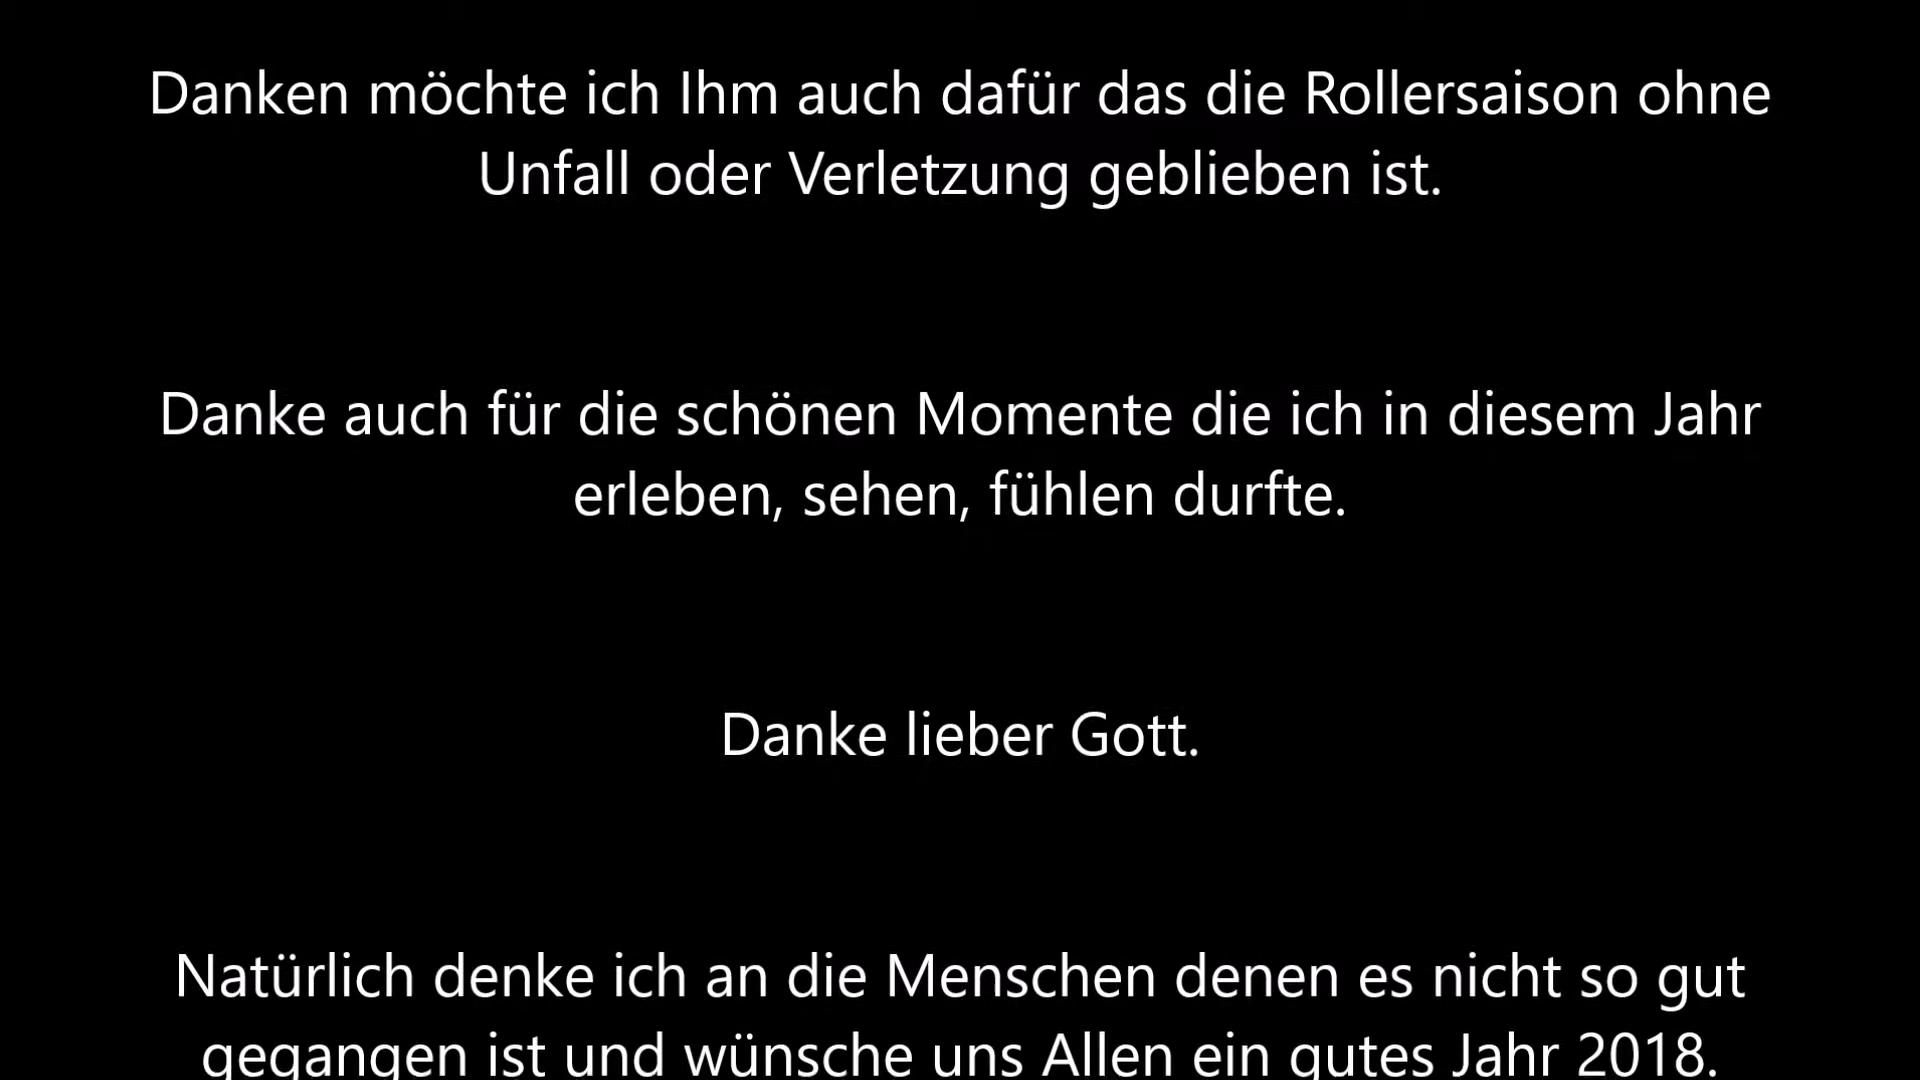 Danken möchte ich Ihm auch dafür das die Rollersaison ohne
Unfall oder Verletzung geblieben ist.
Danke auch für die schönen Momente die ich in diesem Jahr
erleben, sehen, fühlen durfte.
Danke lieber Gott.
Natürlich denke ich an die Menschen denen es nicht so gut
gegangen ist und wünsche uns Allen ein gutes Jahr 2018.